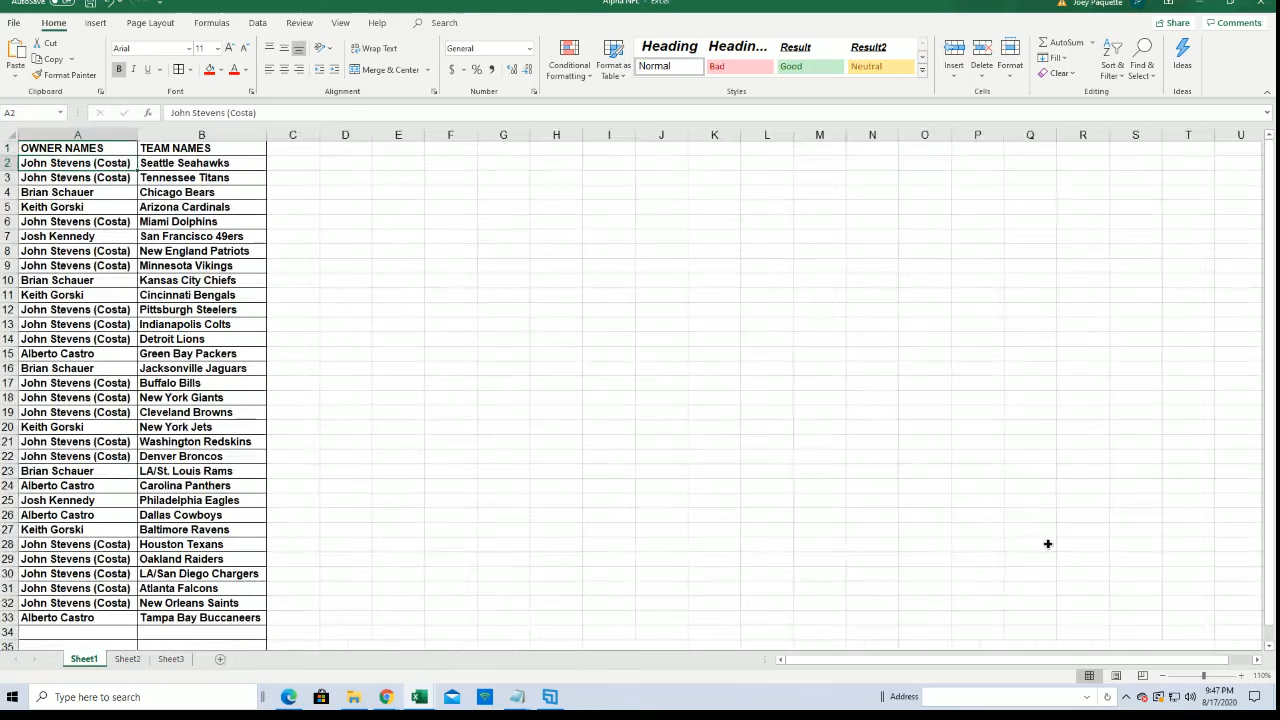 AutoSave Alpha NFL - Excel Joey Paquette JP
File Home Insert Page Layout Formulas Data Review View Help Search Share Comments
Paste Cut Copy Format Painter Clipboard
Arial 11 B I U Font
Wrap Text Merge & Center Alignment
General $ % Number
Conditional Formatting Format as Table
Heading Headin... Result Result2
Normal Bad Good Neutral
Styles
Insert Delete Format Cells
AutoSum Fill Clear Sort & Filter Find & Select Editing
Ideas Ideas
A2 fx John Stevens (Costa)
A B C D E F G H I J K L M N O P Q R S T U
1 OWNER NAMES TEAM NAMES
2 John Stevens (Costa) Seattle Seahawks
3 John Stevens (Costa) Tennessee Titans
4 Brian Schauer Chicago Bears
5 Keith Gorski Arizona Cardinals
6 John Stevens (Costa) Miami Dolphins
7 Josh Kennedy San Francisco 49ers
8 John Stevens (Costa) New England Patriots
9 John Stevens (Costa) Minnesota Vikings
10 Brian Schauer Kansas City Chiefs
11 Keith Gorski Cincinnati Bengals
12 John Stevens (Costa) Pittsburgh Steelers
13 John Stevens (Costa) Indianapolis Colts
14 John Stevens (Costa) Detroit Lions
15 Alberto Castro Green Bay Packers
16 Brian Schauer Jacksonville Jaguars
17 John Stevens (Costa) Buffalo Bills
18 John Stevens (Costa) New York Giants
19 John Stevens (Costa) Cleveland Browns
20 Keith Gorski New York Jets
21 John Stevens (Costa) Washington Redskins
22 John Stevens (Costa) Denver Broncos
23 Brian Schauer LA/St. Louis Rams
24 Alberto Castro Carolina Panthers
25 Josh Kennedy Philadelphia Eagles
26 Alberto Castro Dallas Cowboys
27 Keith Gorski Baltimore Ravens
28 John Stevens (Costa) Houston Texans
29 John Stevens (Costa) Oakland Raiders
30 John Stevens (Costa) LA/San Diego Chargers
31 John Stevens (Costa) Atlanta Falcons
32 John Stevens (Costa) New Orleans Saints
33 Alberto Castro Tampa Bay Buccaneers
34
35
Sheet1 Sheet2 Sheet3
110%
Type here to search Address 9:47 PM
8/17/2020